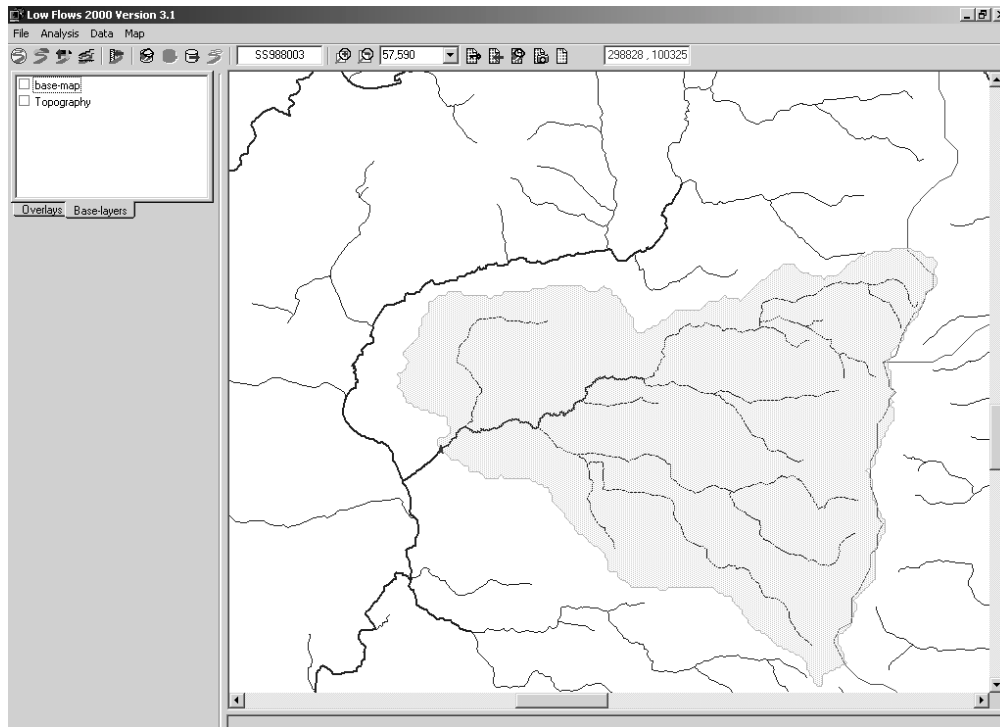 Low Flows 2000 Version 3.1
File Analysis Data Map
SS988003 57,590 298828 , 100325
base-map
Topography
Overlays Base-layers